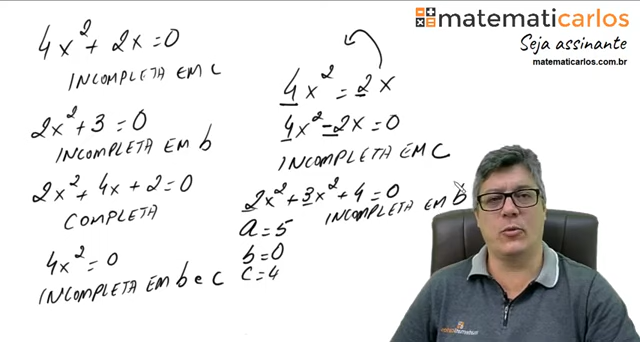 matematicarlos
Seja assinante
matematicarlos.com.br
4x² + 2x = 0
INCOMPLETA EM C
2x² + 3 = 0
INCOMPLETA EM b
2x² + 4x + 2 = 0
COMPLETA
4x² = 0
INCOMPLETA EM b e c
4x² = 2x
4x² - 2x = 0
INCOMPLETA EM C
2x² + 3x² + 4 = 0
INCOMPLETA EM b
a = 5
b = 0
c = 4